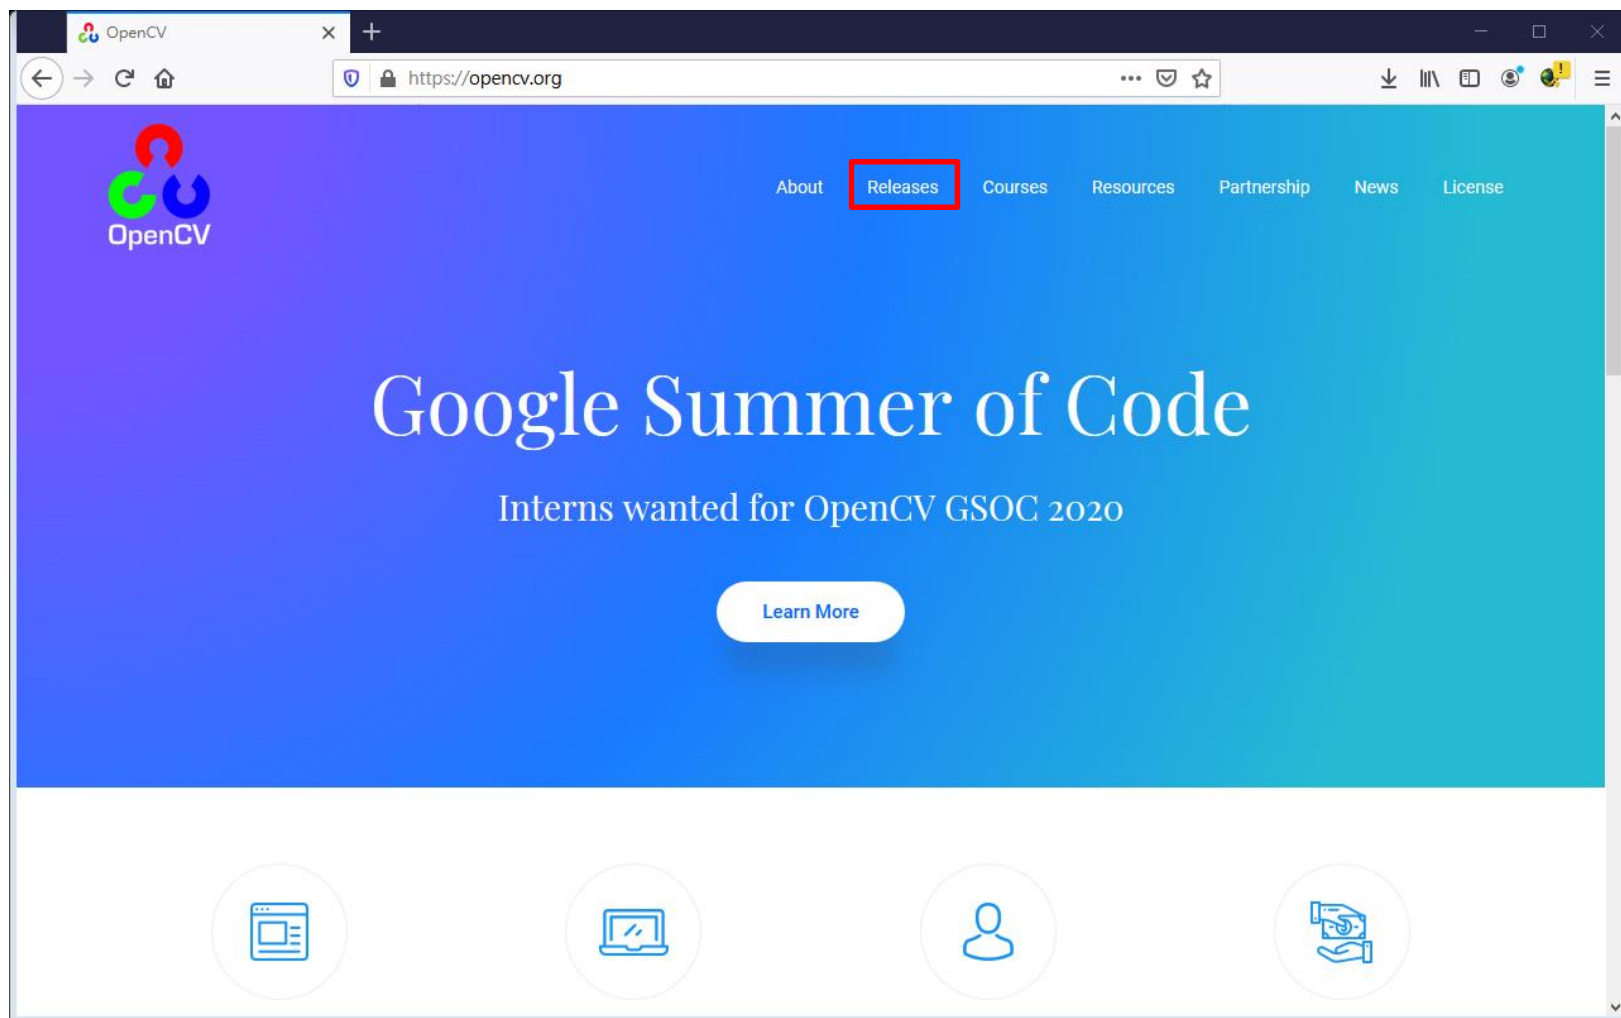 OpenCV
https://opencv.org
OpenCV
About Releases Courses Resources Partnership News License
Google Summer of Code
Interns wanted for OpenCV GSOC 2020
Learn More